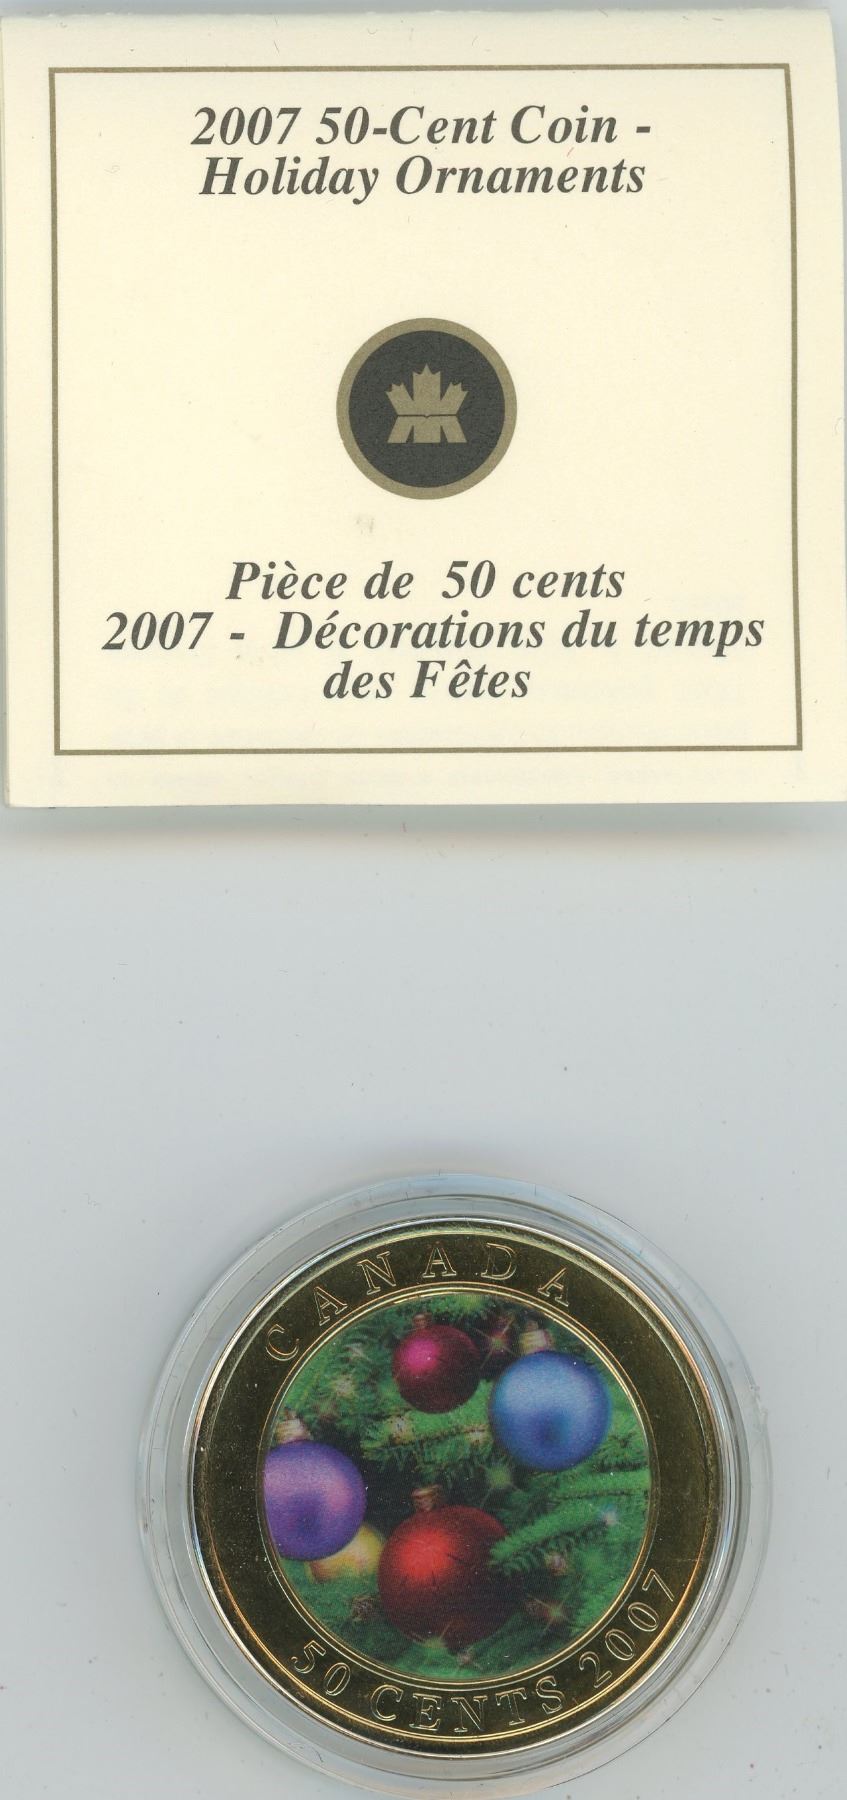 2007 50-Cent Coin -
Holiday Ornaments
Pièce de 50 cents
2007 - Décorations du temps
des Fêtes
CANADA
50 CENTS 2007